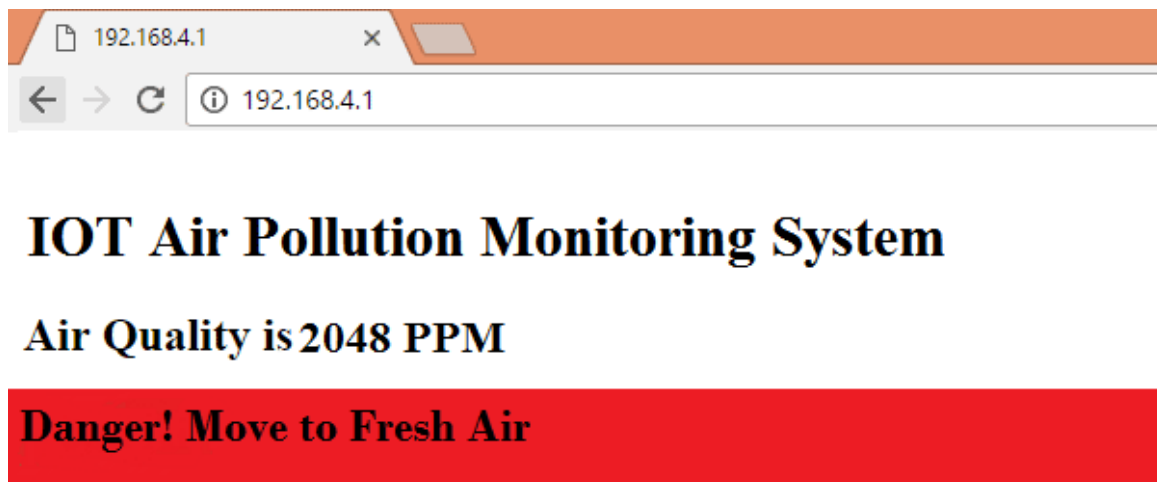 192.168.4.1
192.168.4.1
IOT Air Pollution Monitoring System
Air Quality is 2048 PPM
Danger! Move to Fresh Air